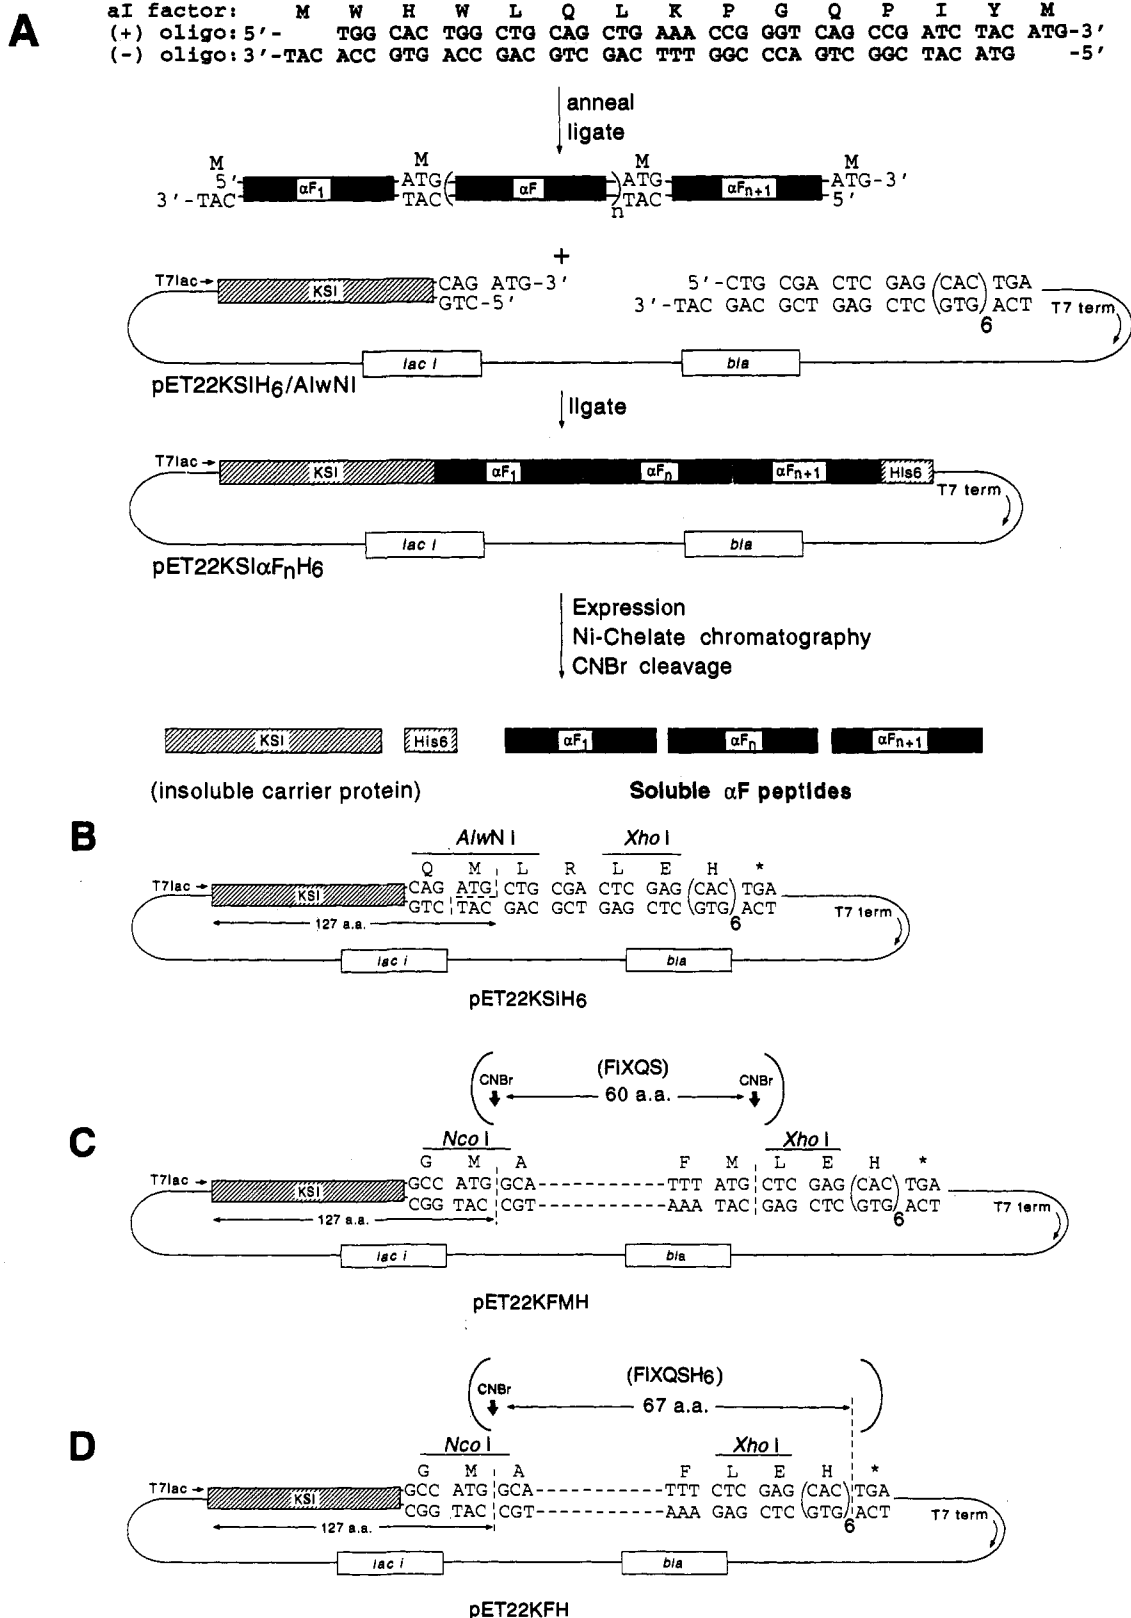 A
aI factor: M W H W L Q L K P G Q P I Y M
(+) oligo: 5'- TGG CAC TGG CTG CAG CTG AAA CCG GGT CAG CCG ATC TAC ATG-3'
(-) oligo: 3'-TAC ACC GTG ACC GAC GTC GAC TTT GGC CCA GTC GGC TAC ATG -5'
anneal
ligate
M M M M
5' αF1 ATG ( αF ) ATG αFn+1 ATG-3'
3'-TAC TAC n TAC 5'
+
T7lac → KSI CAG ATG-3' 5'-CTG CGA CTC GAG (CAC) TGA
GTC-5' 3'-TAC GAC GCT GAG CTC (GTG)6 ACT T7 term
lac I bla
pET22KSIH6/AlwNI
ligate
T7lac → KSI αF1 αFn αFn+1 His6 T7 term
lac I bla
pET22KSIαFnH6
Expression
Ni-Chelate chromatography
CNBr cleavage
KSI His6 αF1 αFn αFn+1
(insoluble carrier protein) Soluble αF peptides
B
AlwN I Xho I
Q M L R L E H *
T7lac → KSI CAG ATG CTG CGA CTC GAG (CAC) TGA
GTC TAC GAC GCT GAG CTC (GTG)6 ACT T7 term
127 a.a.
lac i bla
pET22KSIH6
(FIXQS)
CNBr 60 a.a. CNBr
C
Nco I Xho I
G M A F M L E H *
T7lac → KSI GCC ATG GCA------------TTT ATG CTC GAG (CAC) TGA
CGG TAC CGT------------AAA TAC GAG CTC (GTG)6 ACT T7 term
127 a.a.
lac i bla
pET22KFMH
(FIXQSH6)
CNBr 67 a.a.
D
Nco I Xho I
G M A F L E H *
T7lac → KSI GCC ATG GCA------------TTT CTC GAG (CAC) TGA
CGG TAC CGT------------AAA GAG CTC (GTG)6 ACT T7 term
127 a.a.
lac i bla
pET22KFH